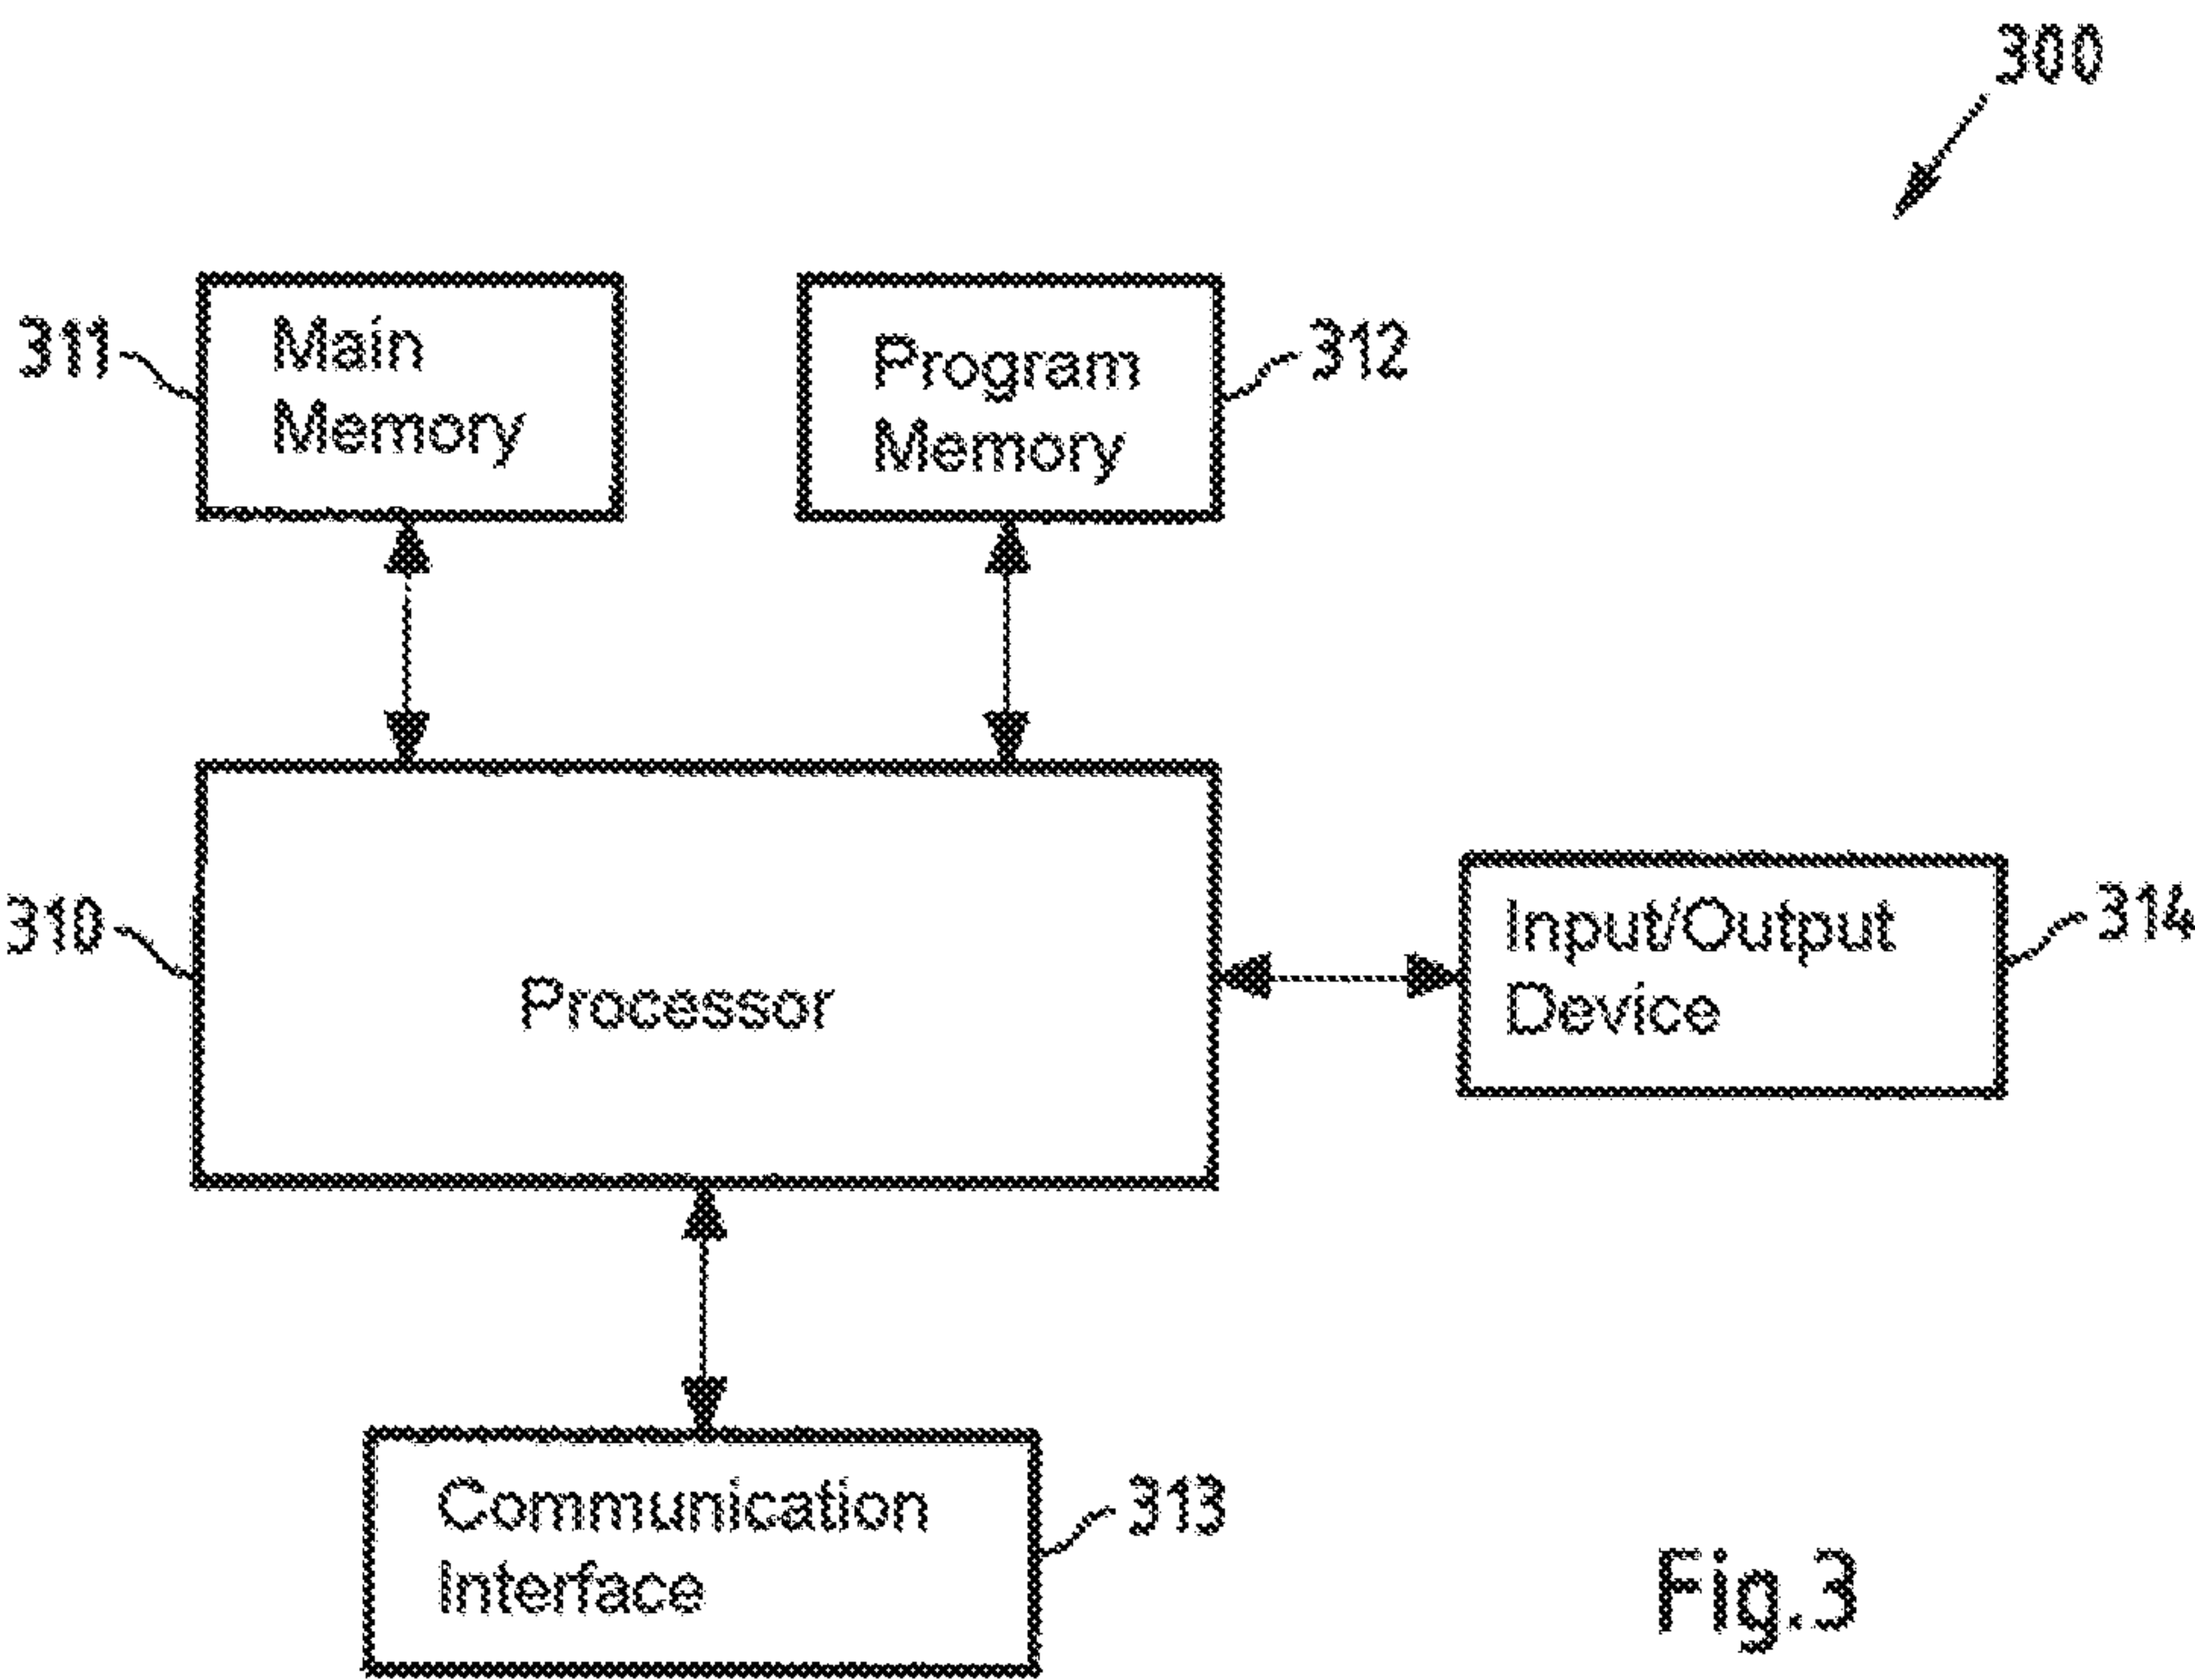 300
311
Main
Memory
Program
Memory
312
310
Processor
Input/Output
Device
314
Communication
Interface
313
Fig.3